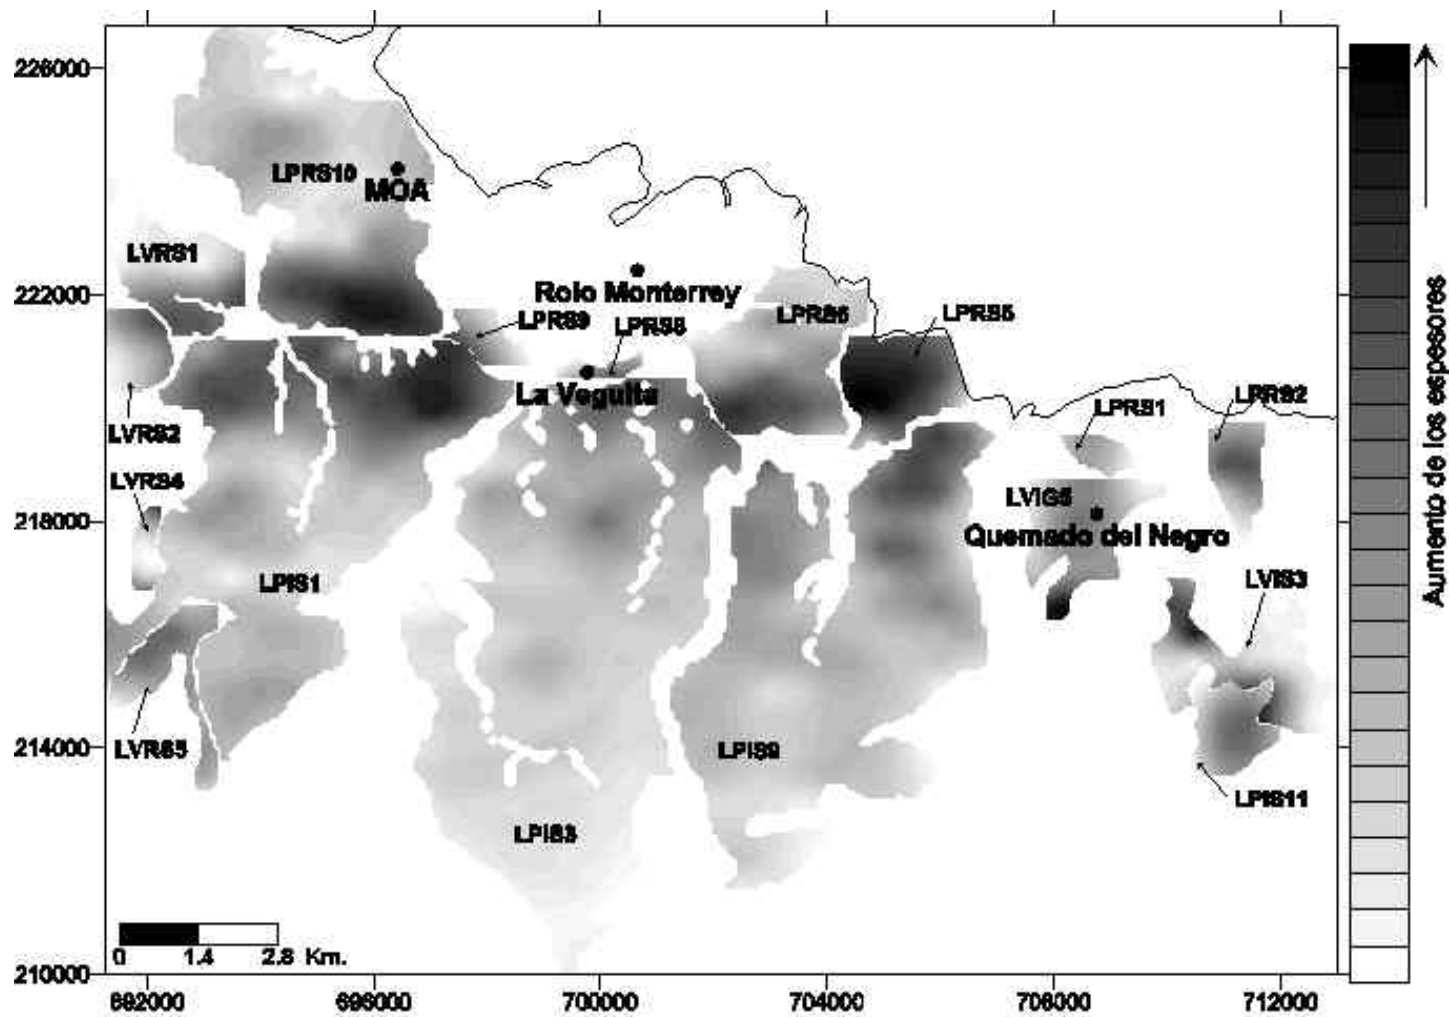 226000
LPRS10
MOA
LVRS1
222000
Rolo Monterrey
LPRS9
LPRS8
LPRS6
LPRS5
La Veguita
LVRS2
LPRS1
LPRS2
LVRS4
218000
LVIG5
Quemado del Negro
LPIS1
LVIS3
214000
LVRS5
LPIS9
LPIS11
LPIS3
0 1.4 2.8 Km.
210000
692000 696000 700000 704000 708000 712000
Aumento de los espesores